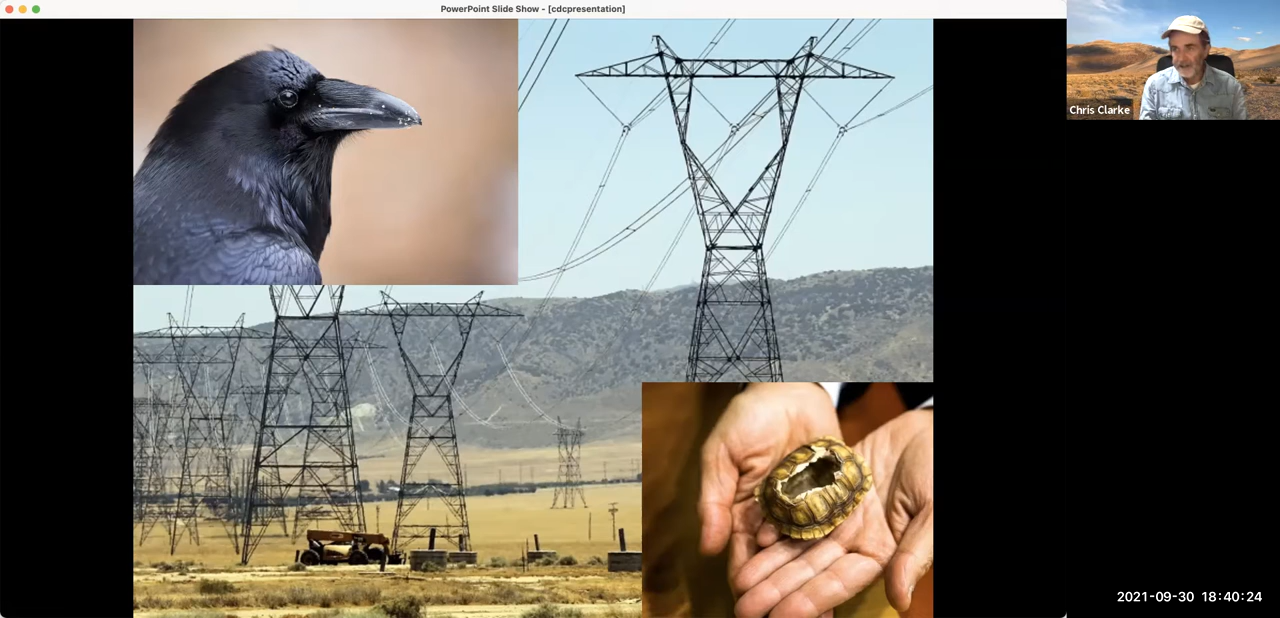 PowerPoint Slide Show - [cdcpresentation]
Chris Clarke
2021-09-30 18:40:24